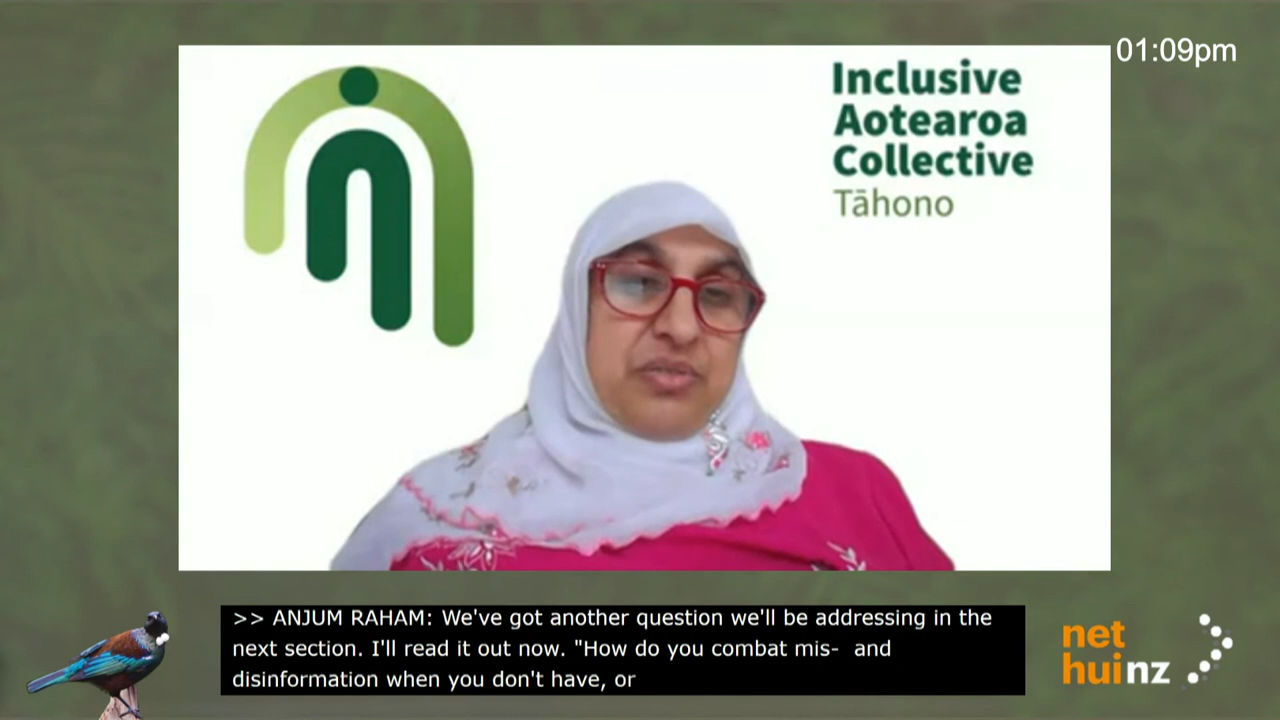 01:09pm
Inclusive
Aotearoa
Collective
Tāhono
>> ANJUM RAHAM: We've got another question we'll be addressing in the
next section. I'll read it out now. "How do you combat mis-  and
disinformation when you don't have, or
net
huinz